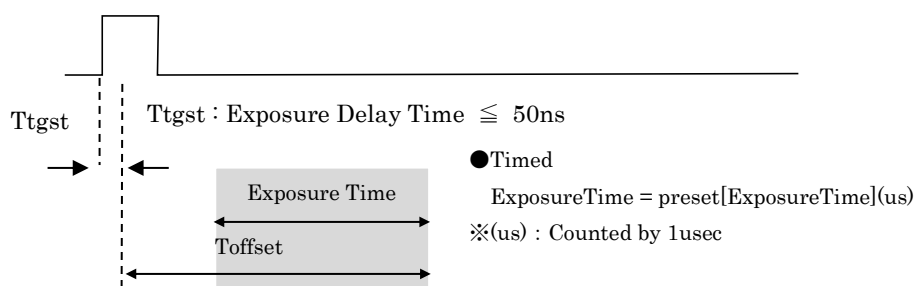 Ttgst
Ttgst : Exposure Delay Time ≦ 50ns
●Timed
ExposureTime = preset[ExposureTime](us)
※(us) : Counted by 1usec
Exposure Time
Toffset